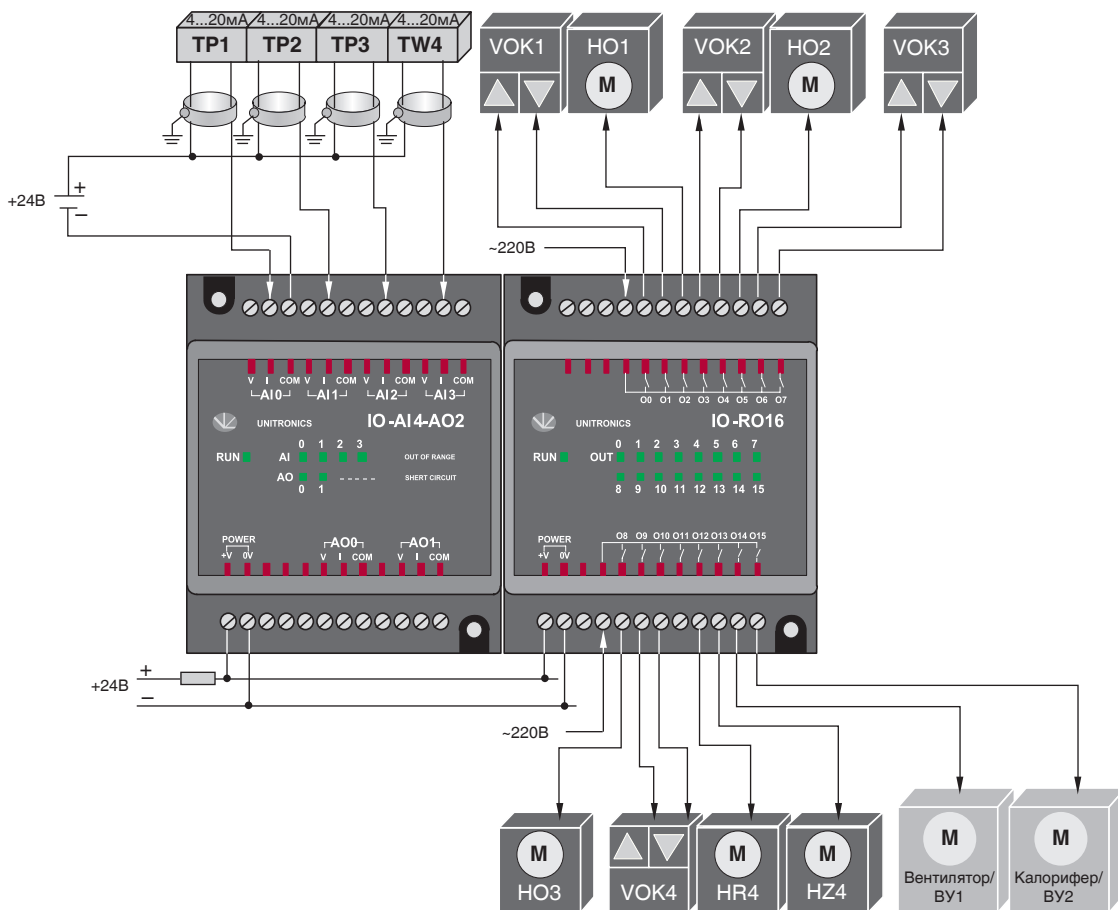 4...20мА 4...20мА 4...20мА 4...20мА
TP1 TP2 TP3 TW4
VOK1 HO1 VOK2 HO2 VOK3
M M
+
+24В
–
~220В
V I COM V I COM V I COM V I COM
AI0 AI1 AI2 AI3
UNITRONICS IO-AI4-AO2
0 1 2 3
RUN AI OUT OF RANGE
AO SHERT CIRCUIT
0 1
POWER AO0 AO1
+V 0V V I COM V I COM
O0 O1 O2 O3 O4 O5 O6 O7
UNITRONICS IO-RO16
0 1 2 3 4 5 6 7
RUN OUT
8 9 10 11 12 13 14 15
POWER O8 O9 O10 O11 O12 O13 O14 O15
+V 0V
+
+24В
–
~220В
M M M M M
HO3 VOK4 HR4 HZ4
Вентилятор/
ВУ1
Калорифер/
ВУ2